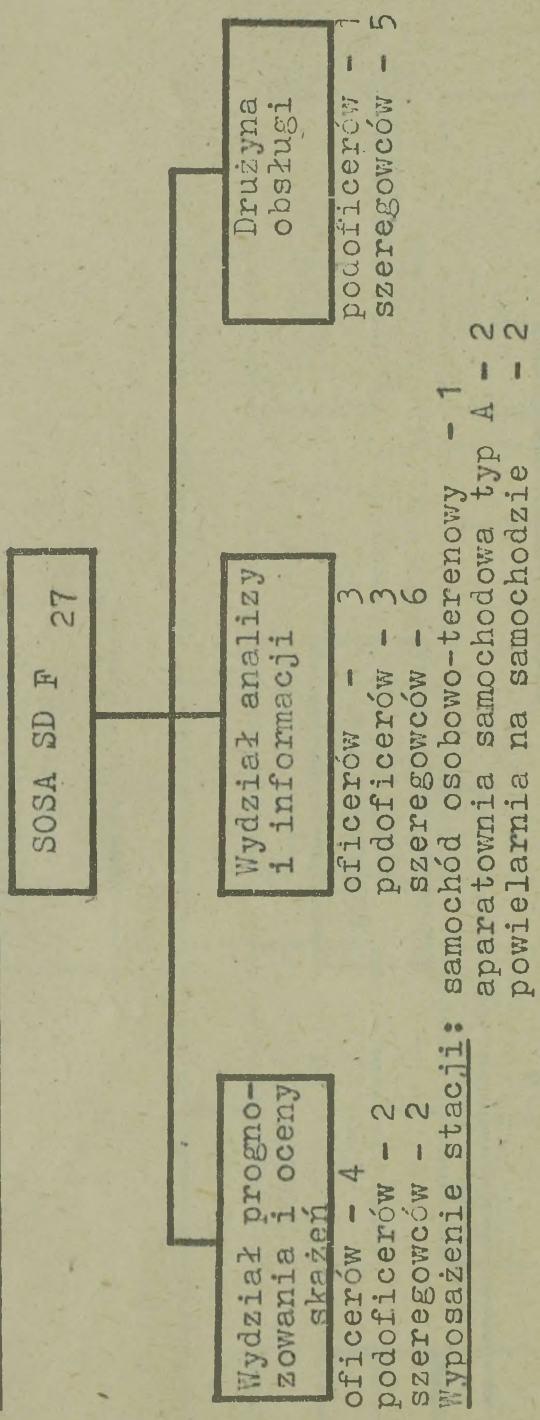 SOSA SD F 27
Wydział progno-
zowania i oceny
skażeń
oficerów - 4
podoficerów - 2
szeregowców - 2
Wydział analizy
i informacji
oficerów - 3
podoficerów - 3
szeregowców - 6
Drużyna
obsługi
podoficerów - 1
szeregowców - 5
Wyposażenie stacji: samochód osobowo-terenowy - 1
aparatownia samochodowa typ A - 2
powielarnia na samochodzie - 2